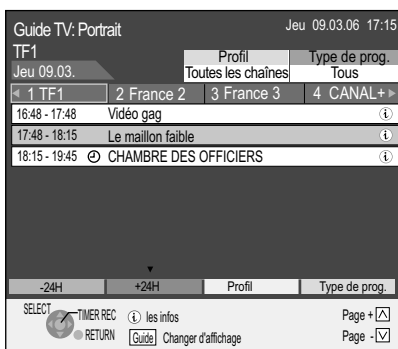 Guide TV: Portrait Jeu 09.03.06 17:15
TF1 Profil Type de prog.
Jeu 09.03. Toutes les chaînes Tous
1 TF1 2 France 2 3 France 3 4 CANAL+
16:48 - 17:48 Vidéo gag i
17:48 - 18:15 Le maillon faible i
18:15 - 19:45 CHAMBRE DES OFFICIERS i
-24H +24H Profil Type de prog.
SELECT TIMER REC i les infos Page +
RETURN Guide Changer d'affichage Page -